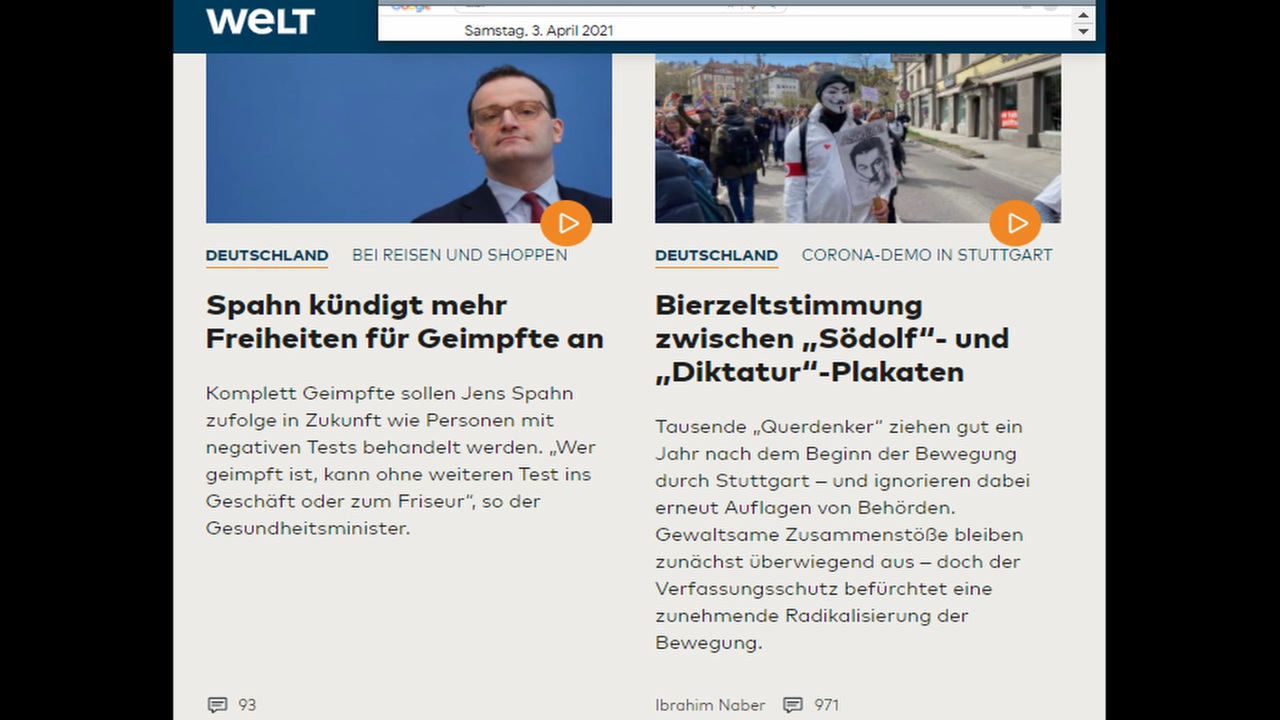 WELT
Samstag, 3. April 2021
DEUTSCHLAND BEI REISEN UND SHOPPEN
Spahn kündigt mehr
Freiheiten für Geimpfte an
Komplett Geimpfte sollen Jens Spahn
zufolge in Zukunft wie Personen mit
negativen Tests behandelt werden. „Wer
geimpft ist, kann ohne weiteren Test ins
Geschäft oder zum Friseur“, so der
Gesundheitsminister.
93
DEUTSCHLAND CORONA-DEMO IN STUTTGART
Bierzeltstimmung
zwischen „Södolf“- und
„Diktatur“-Plakaten
Tausende „Querdenker“ ziehen gut ein
Jahr nach dem Beginn der Bewegung
durch Stuttgart – und ignorieren dabei
erneut Auflagen von Behörden.
Gewaltsame Zusammenstöße bleiben
zunächst überwiegend aus – doch der
Verfassungsschutz befürchtet eine
zunehmende Radikalisierung der
Bewegung.
Ibrahim Naber 971